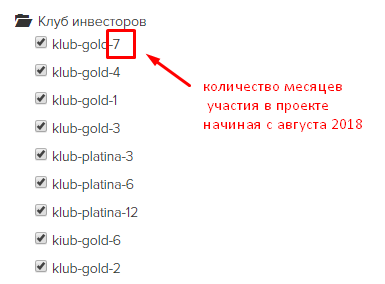 Клуб инвесторов
klub-gold-7
klub-gold-4
klub-gold-1
klub-gold-3
klub-platina-3
klub-platina-6
klub-platina-12
kiub-gold-6
klub-gold-2
количество месяцев
участия в проекте
начиная с августа 2018